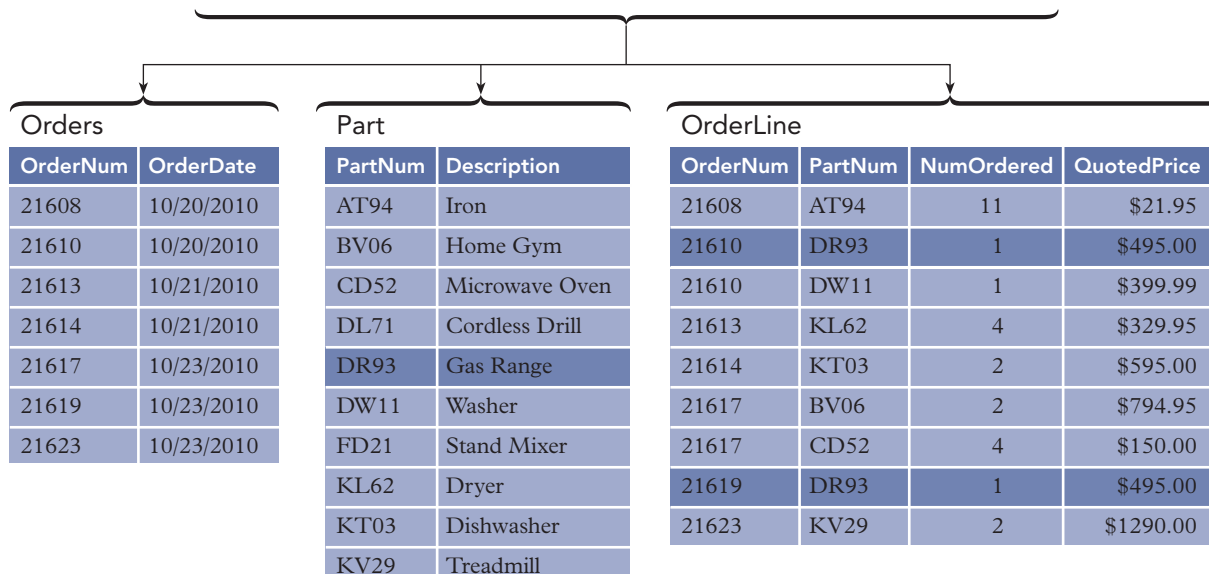 Orders
OrderNum OrderDate
21608 10/20/2010
21610 10/20/2010
21613 10/21/2010
21614 10/21/2010
21617 10/23/2010
21619 10/23/2010
21623 10/23/2010
Part
PartNum Description
AT94 Iron
BV06 Home Gym
CD52 Microwave Oven
DL71 Cordless Drill
DR93 Gas Range
DW11 Washer
FD21 Stand Mixer
KL62 Dryer
KT03 Dishwasher
KV29 Treadmill
OrderLine
OrderNum PartNum NumOrdered QuotedPrice
21608 AT94 11 $21.95
21610 DR93 1 $495.00
21610 DW11 1 $399.99
21613 KL62 4 $329.95
21614 KT03 2 $595.00
21617 BV06 2 $794.95
21617 CD52 4 $150.00
21619 DR93 1 $495.00
21623 KV29 2 $1290.00